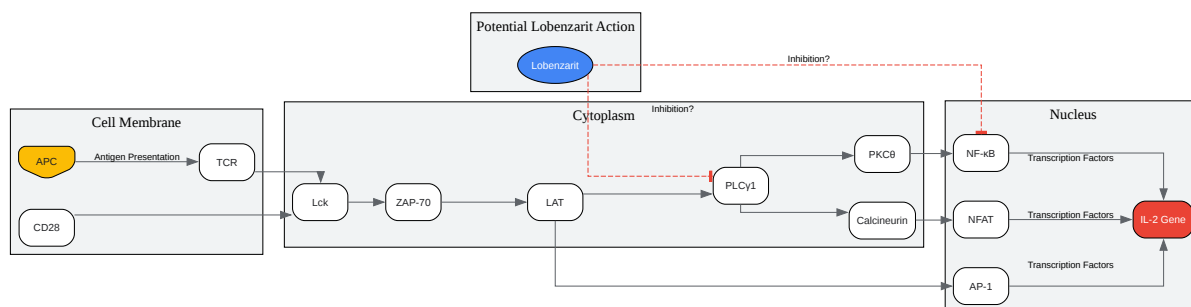 Potential Lobenzarit Action
Lobenzarit
Inhibition?
Inhibition?
Cell Membrane
Cytoplasm
Nucleus
APC
Antigen Presentation
TCR
CD28
Lck
ZAP-70
LAT
PLCγ1
PKCθ
Calcineurin
NF-κB
Transcription Factors
NFAT
Transcription Factors
IL-2 Gene
AP-1
Transcription Factors